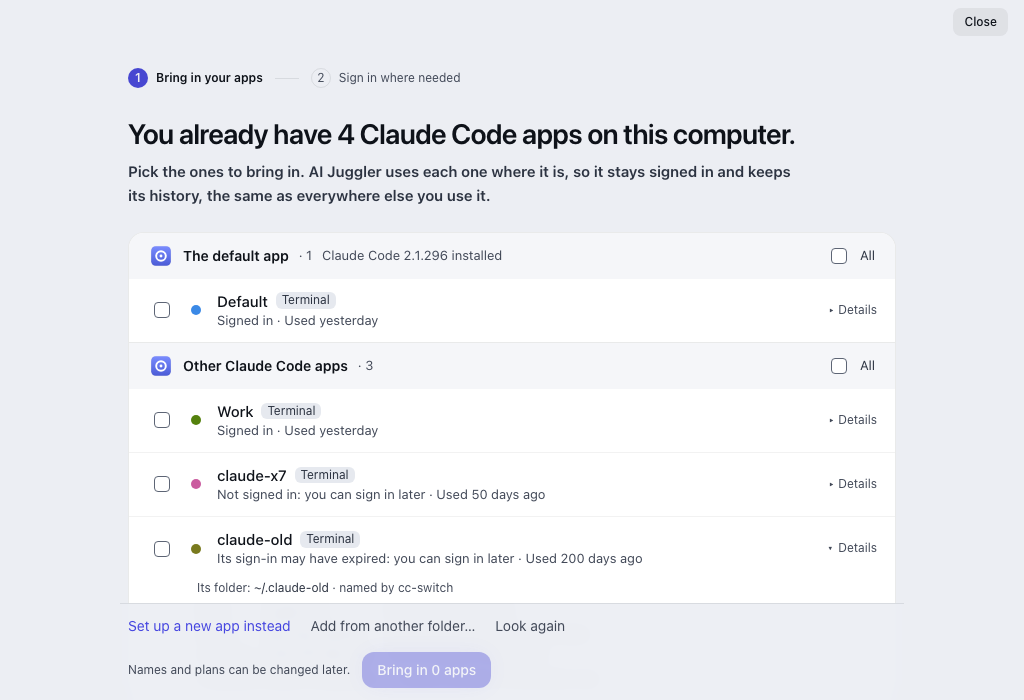 Close
1 Bring in your apps 2 Sign in where needed
You already have 4 Claude Code apps on this computer.
Pick the ones to bring in. AI Juggler uses each one where it is, so it stays signed in and keeps
its history, the same as everywhere else you use it.
The default app · 1 Claude Code 2.1.296 installed All
Default Terminal
Signed in · Used yesterday
Details
Other Claude Code apps · 3 All
Work Terminal
Signed in · Used yesterday
Details
claude-x7 Terminal
Not signed in: you can sign in later · Used 50 days ago
Details
claude-old Terminal
Its sign-in may have expired: you can sign in later · Used 200 days ago
Details
Its folder: ~/.claude-old · named by cc-switch
Set up a new app instead Add from another folder... Look again
Names and plans can be changed later. Bring in 0 apps